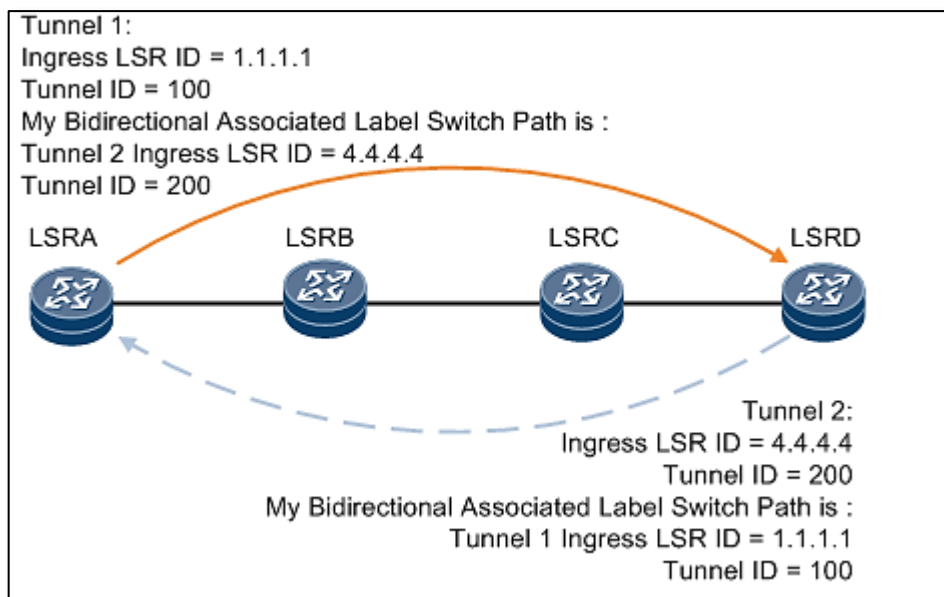 Tunnel 1:
Ingress LSR ID = 1.1.1.1
Tunnel ID = 100
My Bidirectional Associated Label Switch Path is :
Tunnel 2 Ingress LSR ID = 4.4.4.4
Tunnel ID = 200
LSRA LSRB LSRC LSRD
Tunnel 2:
Ingress LSR ID = 4.4.4.4
Tunnel ID = 200
My Bidirectional Associated Label Switch Path is :
Tunnel 1 Ingress LSR ID = 1.1.1.1
Tunnel ID = 100